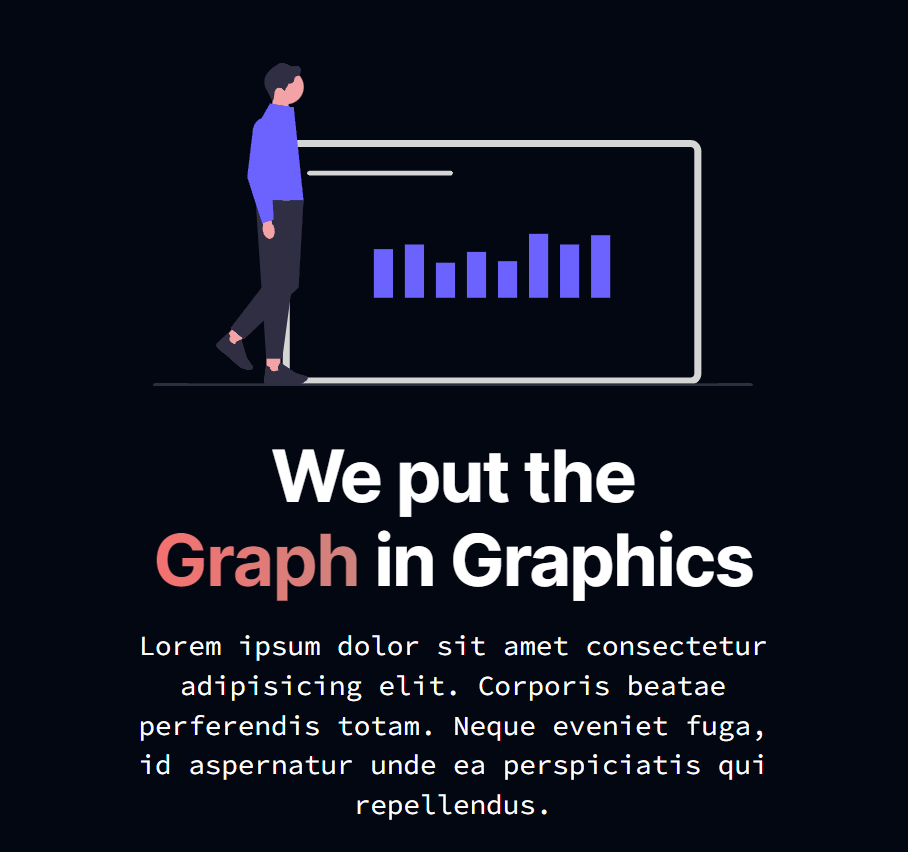 We put the
Graph in Graphics
Lorem ipsum dolor sit amet consectetur
adipisicing elit. Corporis beatae
perferendis totam. Neque eveniet fuga,
id aspernatur unde ea perspiciatis qui
repellendus.